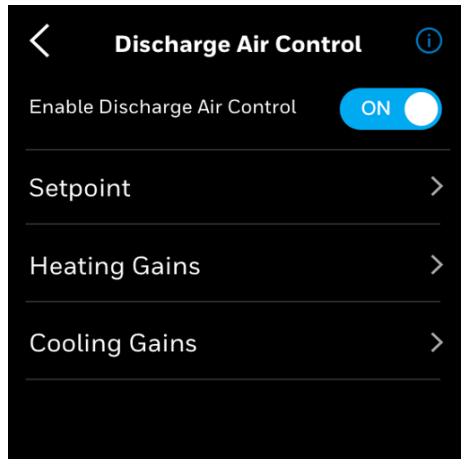 Discharge Air Control
Enable Discharge Air Control ON
Setpoint
Heating Gains
Cooling Gains